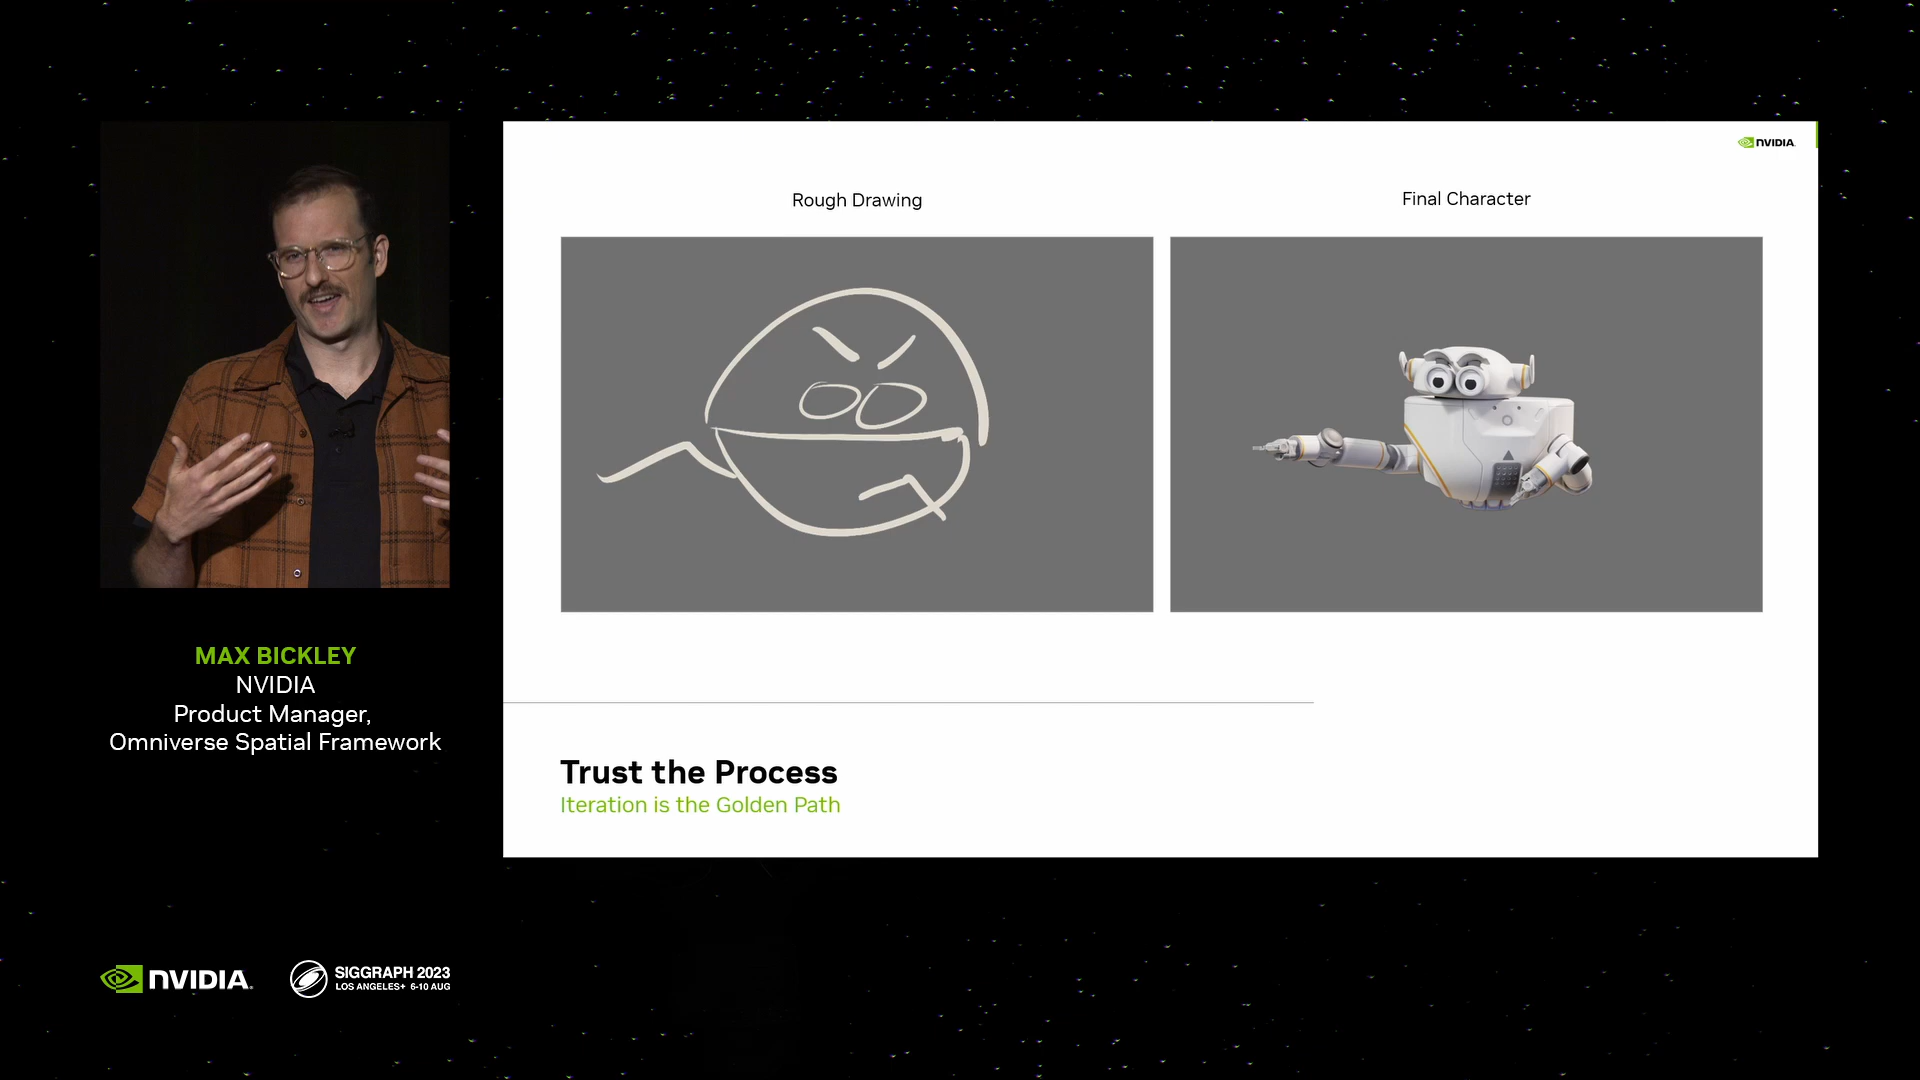 NVIDIA.
Rough Drawing
Final Character
MAX BICKLEY
NVIDIA
Product Manager,
Omniverse Spatial Framework
Trust the Process
Iteration is the Golden Path
NVIDIA.
SIGGRAPH 2023
LOS ANGELES+ 6-10 AUG